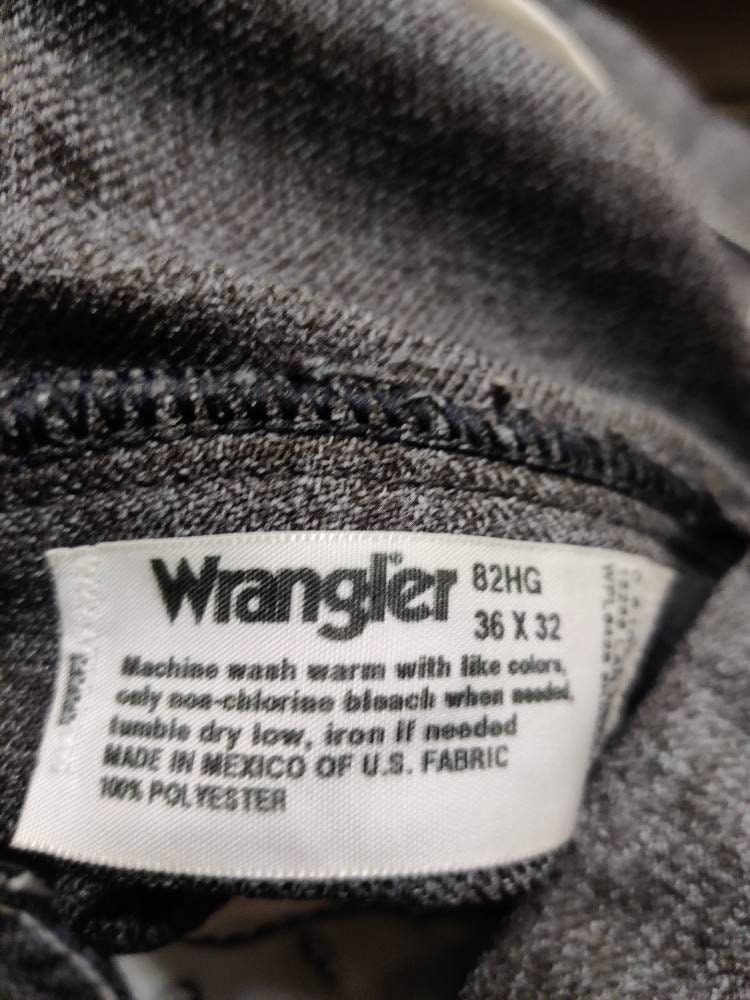 Wrangler® 82HG
36 X 32
Machine wash warm with like colors,
only non-chlorine bleach when needed,
tumble dry low, iron if needed
MADE IN MEXICO OF U.S. FABRIC
100% POLYESTER